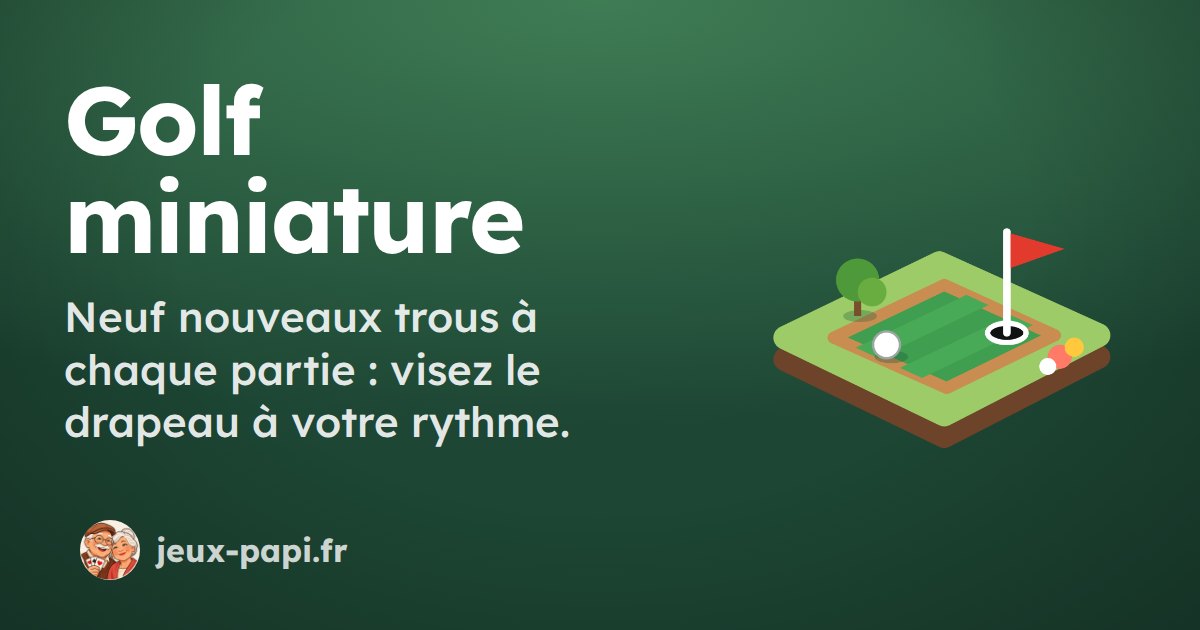 Golf
miniature
Neuf nouveaux trous à
chaque partie : visez le
drapeau à votre rythme.
jeux-papi.fr